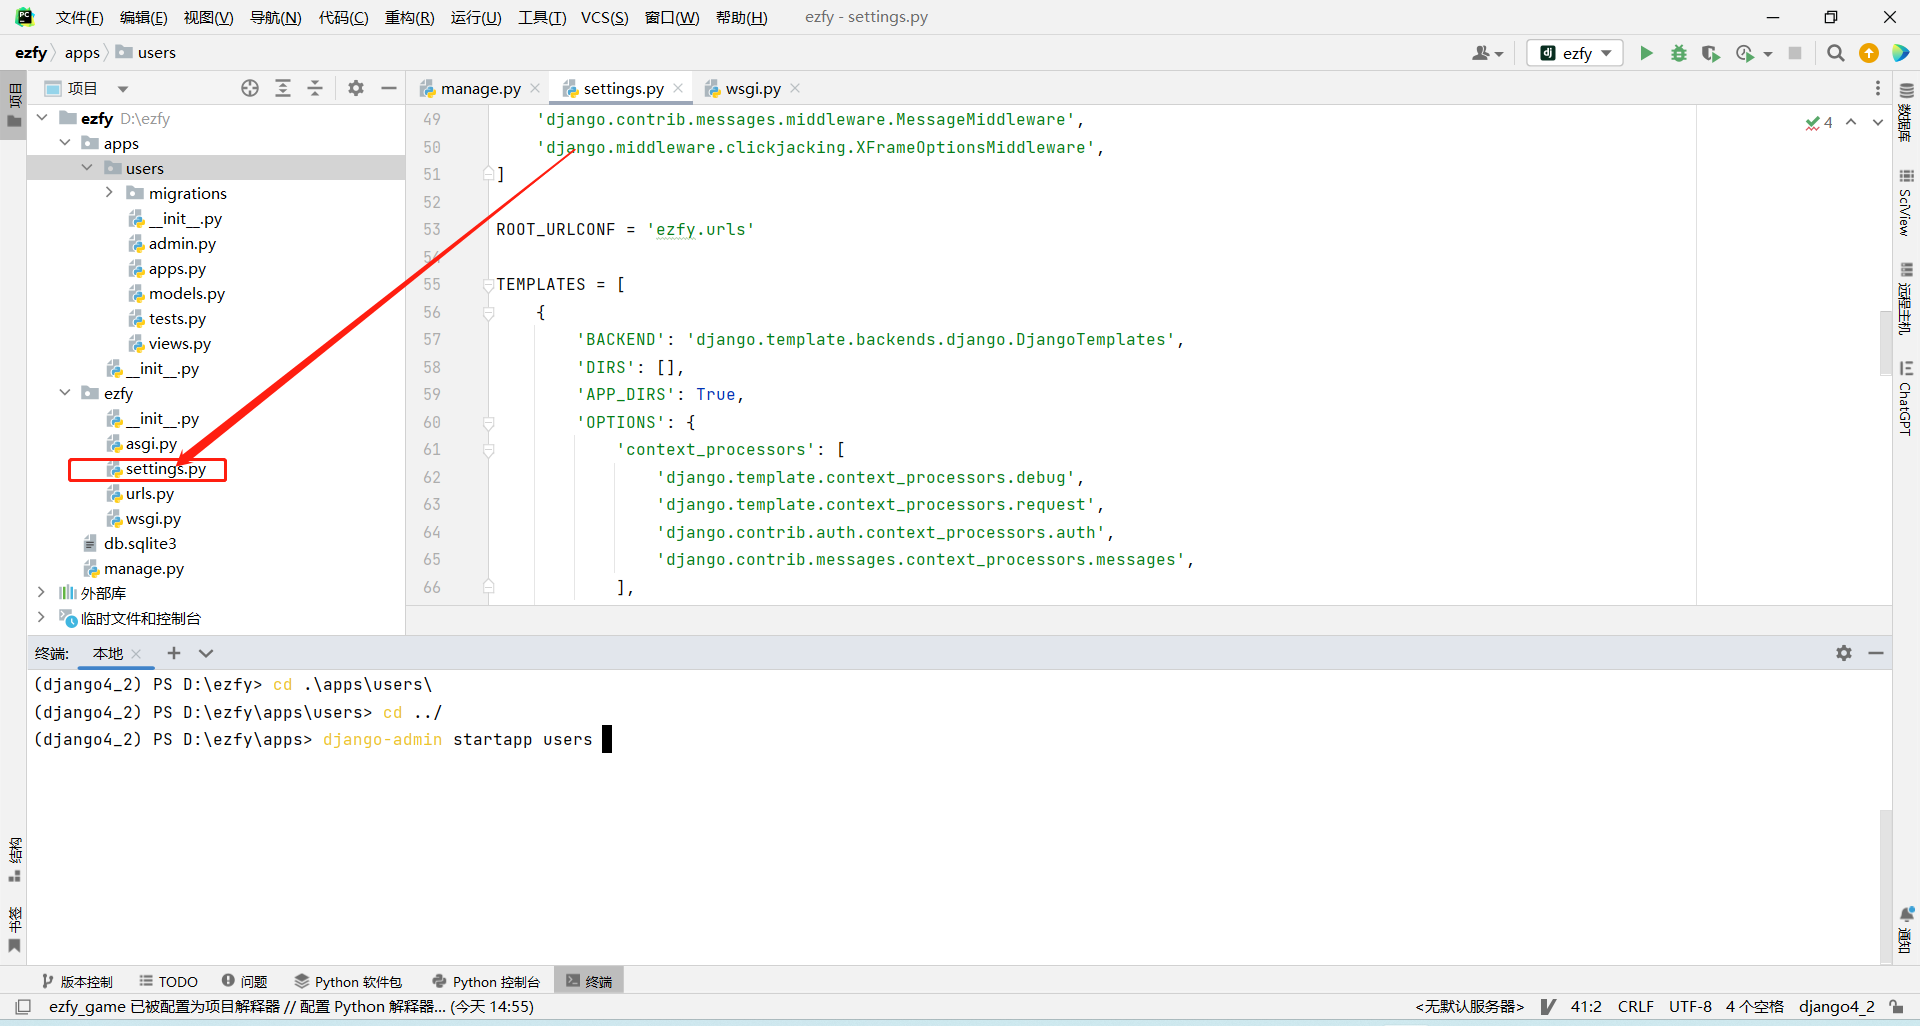 文件(F) 编辑(E) 视图(V) 导航(N) 代码(C) 重构(R) 运行(U) 工具(T) VCS(S) 窗口(W) 帮助(H) ezfy - settings.py
ezfy apps users
ezfy
项目
manage.py settings.py wsgi.py
项目
ezfy D:\ezfy
apps
users
migrations
__init__.py
admin.py
apps.py
models.py
tests.py
views.py
__init__.py
ezfy
__init__.py
asgi.py
settings.py
urls.py
wsgi.py
db.sqlite3
manage.py
外部库
临时文件和控制台
4
49 'django.contrib.messages.middleware.MessageMiddleware',
50 'django.middleware.clickjacking.XFrameOptionsMiddleware',
51 ]
52
53 ROOT_URLCONF = 'ezfy.urls'
54
55 TEMPLATES = [
56 {
57 'BACKEND': 'django.template.backends.django.DjangoTemplates',
58 'DIRS': [],
59 'APP_DIRS': True,
60 'OPTIONS': {
61 'context_processors': [
62 'django.template.context_processors.debug',
63 'django.template.context_processors.request',
64 'django.contrib.auth.context_processors.auth',
65 'django.contrib.messages.context_processors.messages',
66 ],
数据库
SciView
远程主机
ChatGPT
通知
结构
书签
终端: 本地
(django4_2) PS D:\ezfy> cd .\apps\users\
(django4_2) PS D:\ezfy\apps\users> cd ../
(django4_2) PS D:\ezfy\apps> django-admin startapp users
版本控制 TODO 问题 Python 软件包 Python 控制台 终端
ezfy_game 已被配置为项目解释器 // 配置 Python 解释器... (今天 14:55) <无默认服务器> 41:2 CRLF UTF-8 4 个空格 django4_2